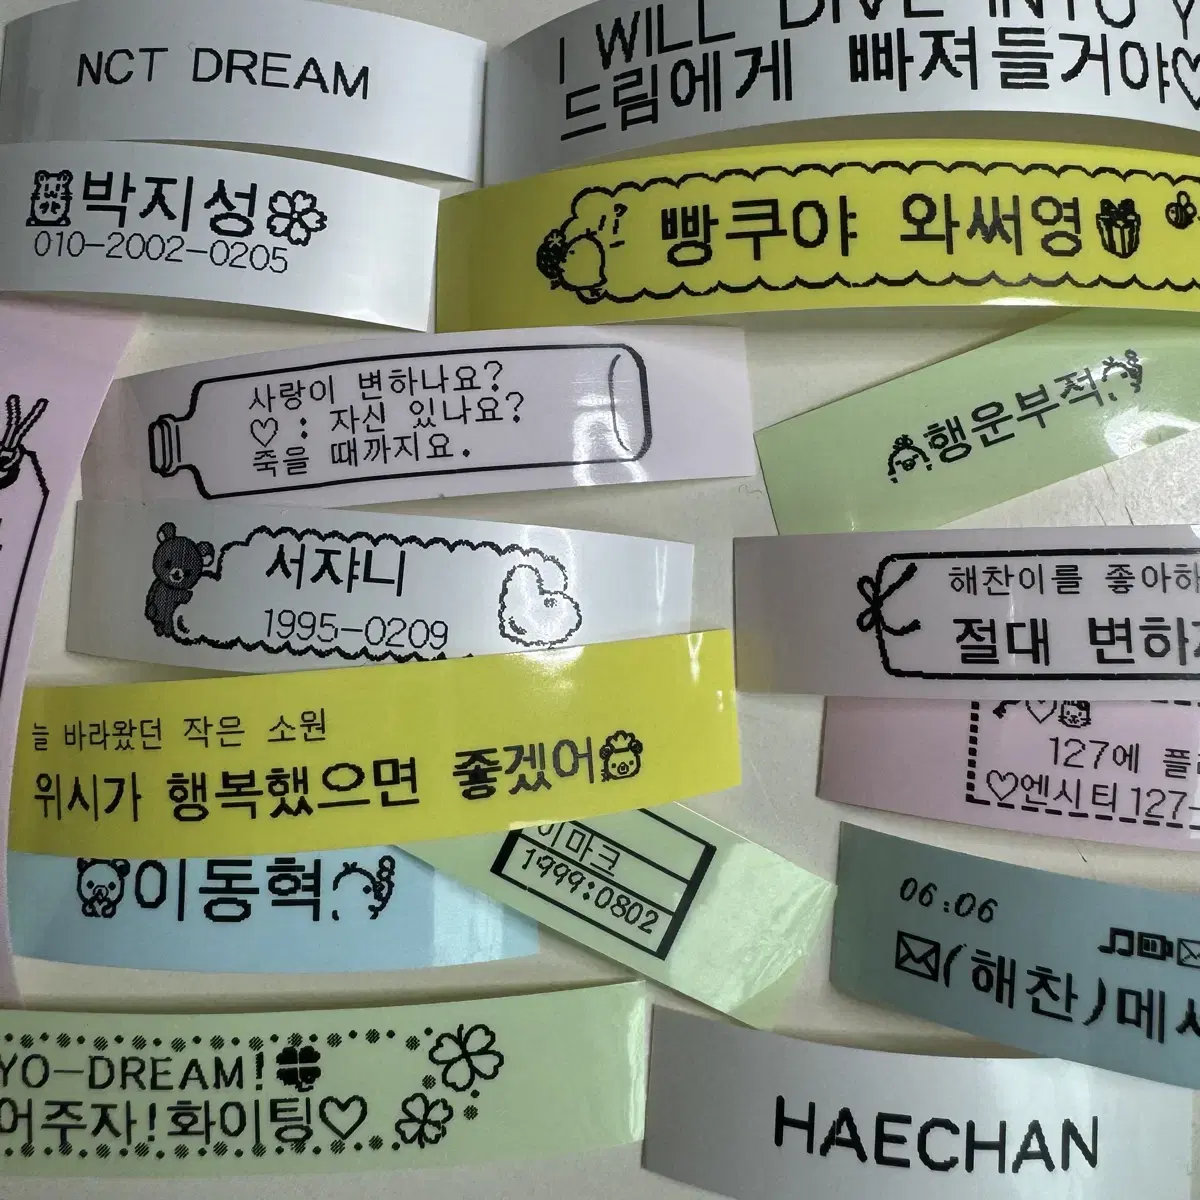 NCT DREAM
I WILL DIVE INTO Y
드림에게 빠져들거야♡
박지성
010-2002-0205
빵쿠야 와써영
사랑이 변하나요?
♡ : 자신 있나요?
죽을 때까지요.
행운부적
서쟈니
1995-0209
해찬이를 좋아하
절대 변하지
늘 바라왔던 작은 소원
위시가 행복했으면 좋겠어
127에 플
♡엔시티127-
이동혁
이마크
1999:0802
06:06
(해찬)메시
YO-DREAM!
어주자!화이팅♡
HAECHAN